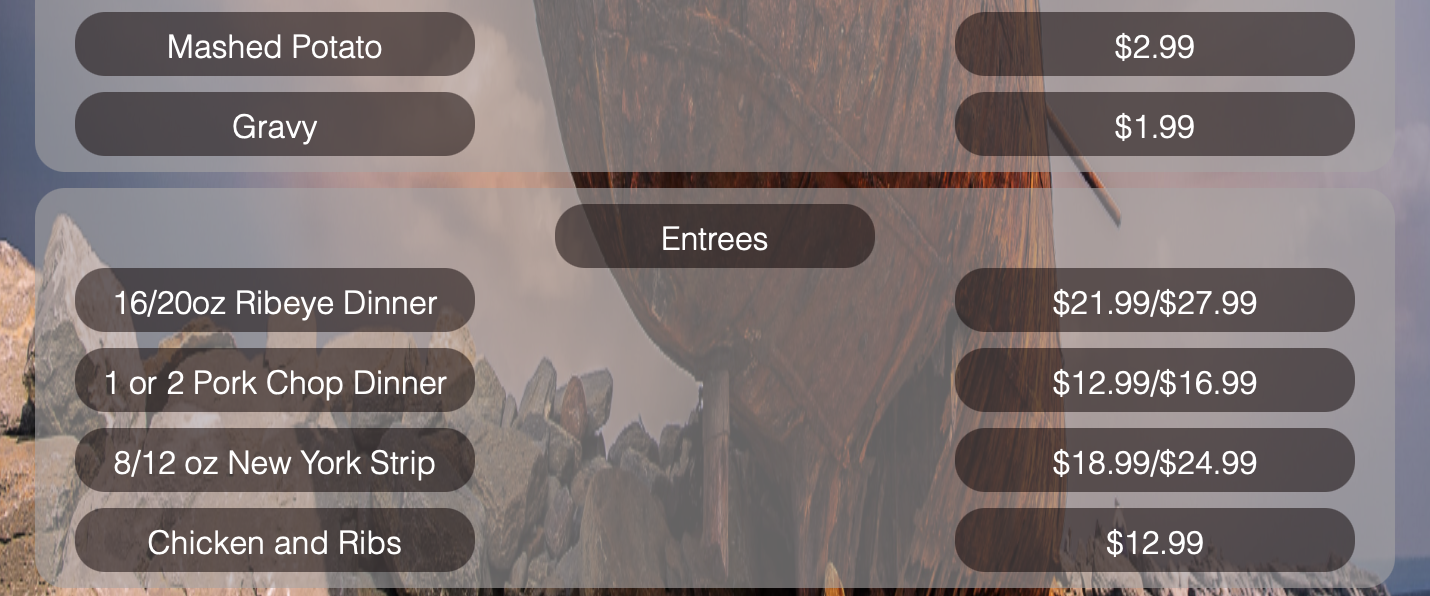 Mashed Potato $2.99
Gravy $1.99
Entrees
16/20oz Ribeye Dinner $21.99/$27.99
1 or 2 Pork Chop Dinner $12.99/$16.99
8/12 oz New York Strip $18.99/$24.99
Chicken and Ribs $12.99